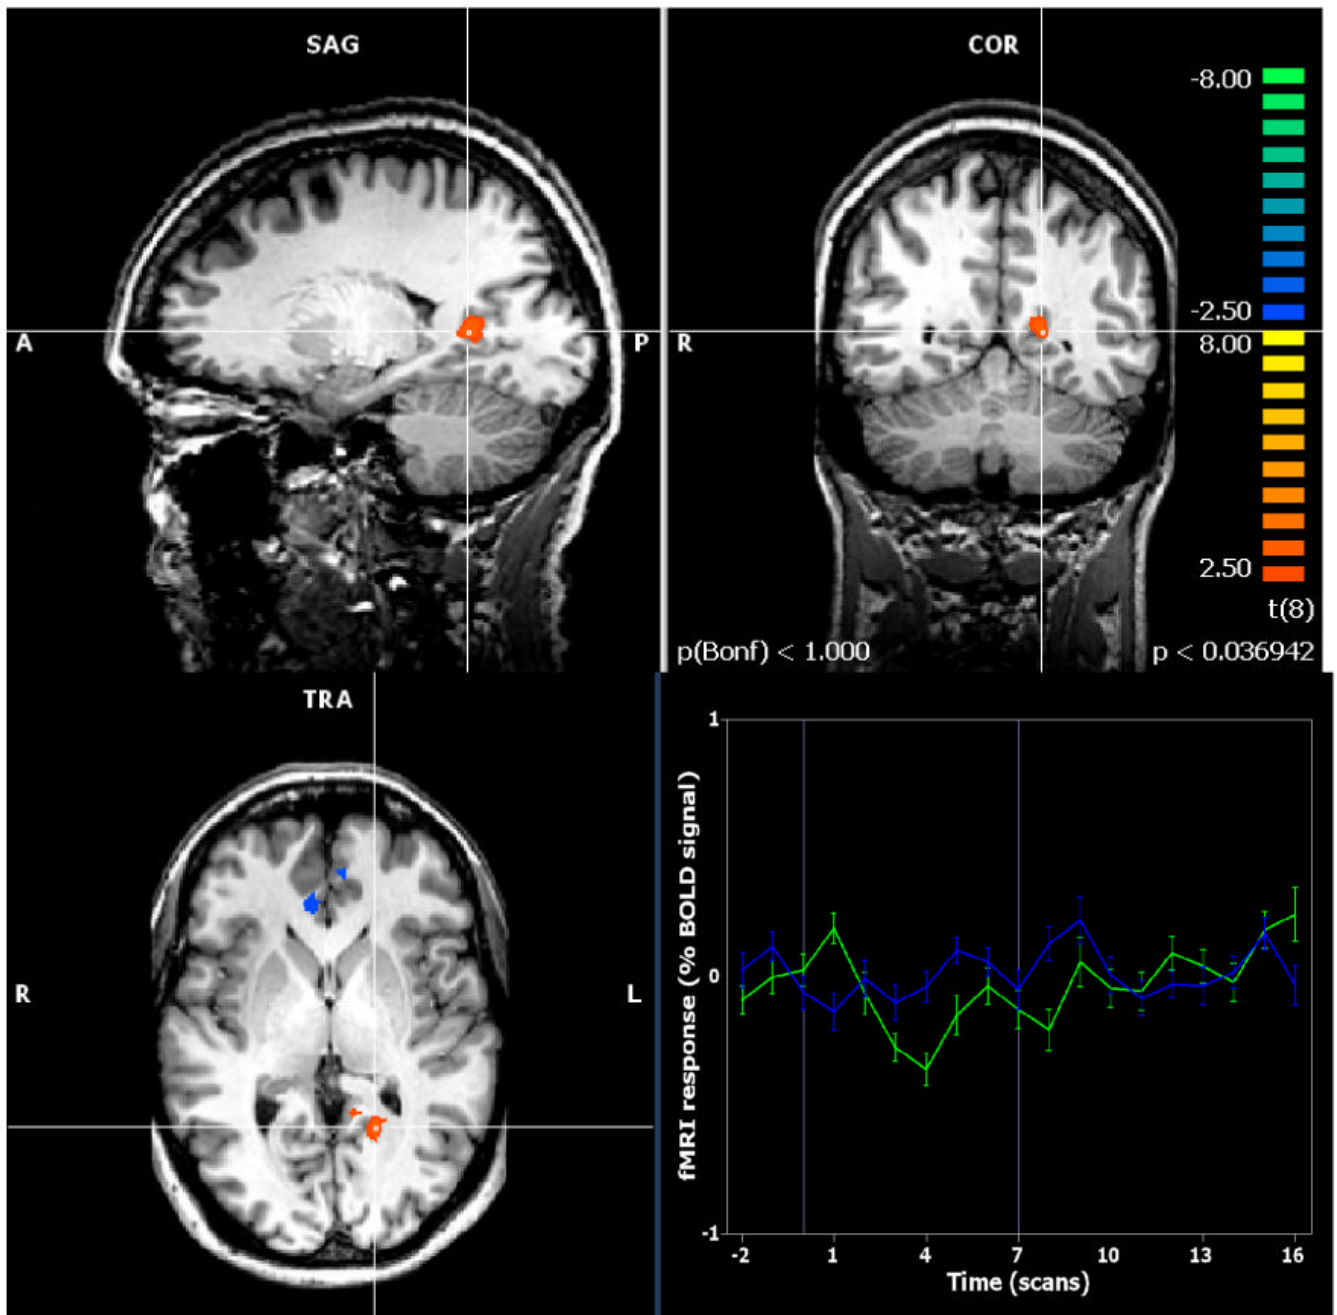 SAG
A
P
COR
R
-8.00
-2.50
8.00
2.50
t(8)
p(Bonf) < 1.000
p < 0.036942
TRA
R
L
fMRI response (% BOLD signal)
1
0
-1
-2 1 4 7 10 13 16
Time (scans)